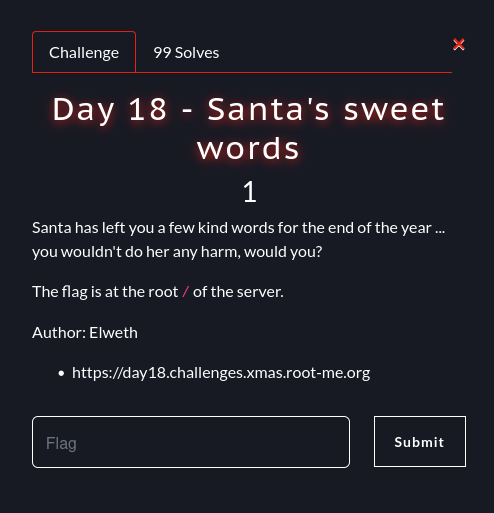 Challenge
99 Solves
Day 18 - Santa's sweet
words
1
Santa has left you a few kind words for the end of the year ...
you wouldn't do her any harm, would you?
The flag is at the root / of the server.
Author: Elweth
• https://day18.challenges.xmas.root-me.org
Flag
Submit